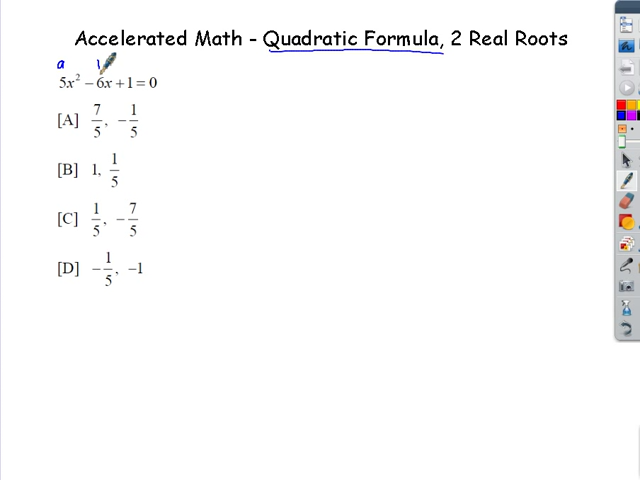 Accelerated Math - Quadratic Formula, 2 Real Roots
a
5x² − 6x + 1 = 0
[A] 7/5, −1/5
[B] 1, 1/5
[C] 1/5, −7/5
[D] −1/5, −1